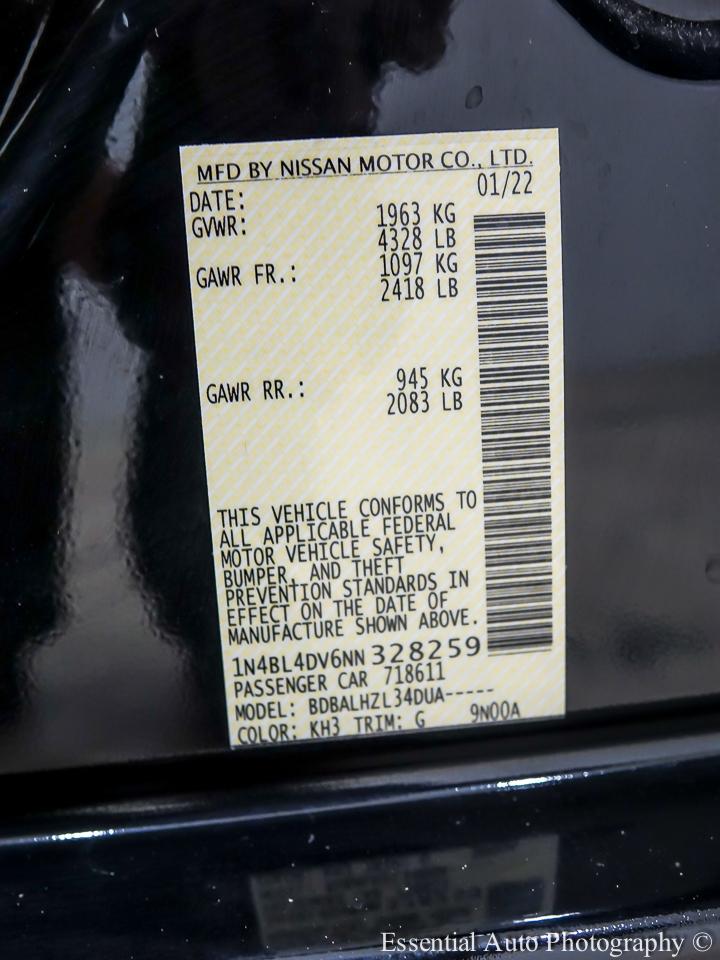 MFD BY NISSAN MOTOR CO., LTD.
DATE: 01/22
GVWR: 1963 KG
4328 LB
GAWR FR.: 1097 KG
2418 LB
GAWR RR.: 945 KG
2083 LB
THIS VEHICLE CONFORMS TO
ALL APPLICABLE FEDERAL
MOTOR VEHICLE SAFETY,
BUMPER, AND THEFT
PREVENTION STANDARDS IN
EFFECT ON THE DATE OF
MANUFACTURE SHOWN ABOVE.
1N4BL4DV6NN328259
PASSENGER CAR 718611
MODEL: BDBALHZL34DUA-----
COLOR: KH3 TRIM: G 9N00A
Essential Auto Photography ©